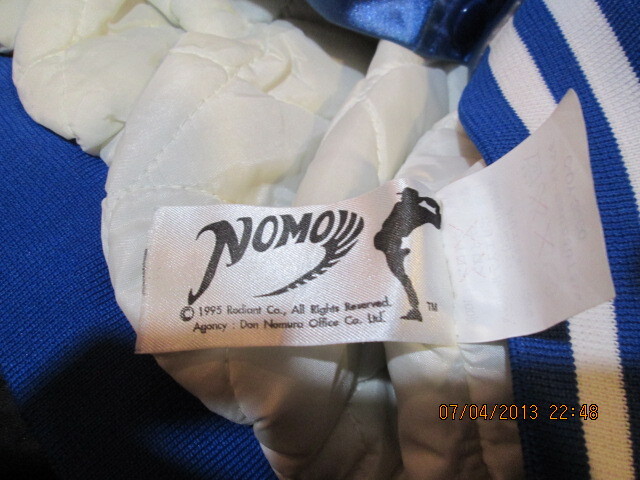 NOMO
© 1995 Radiant Co., All Rights Reserved.
Agency : Don Nomura Office Co. Ltd.
TM
07/04/2013 22:48